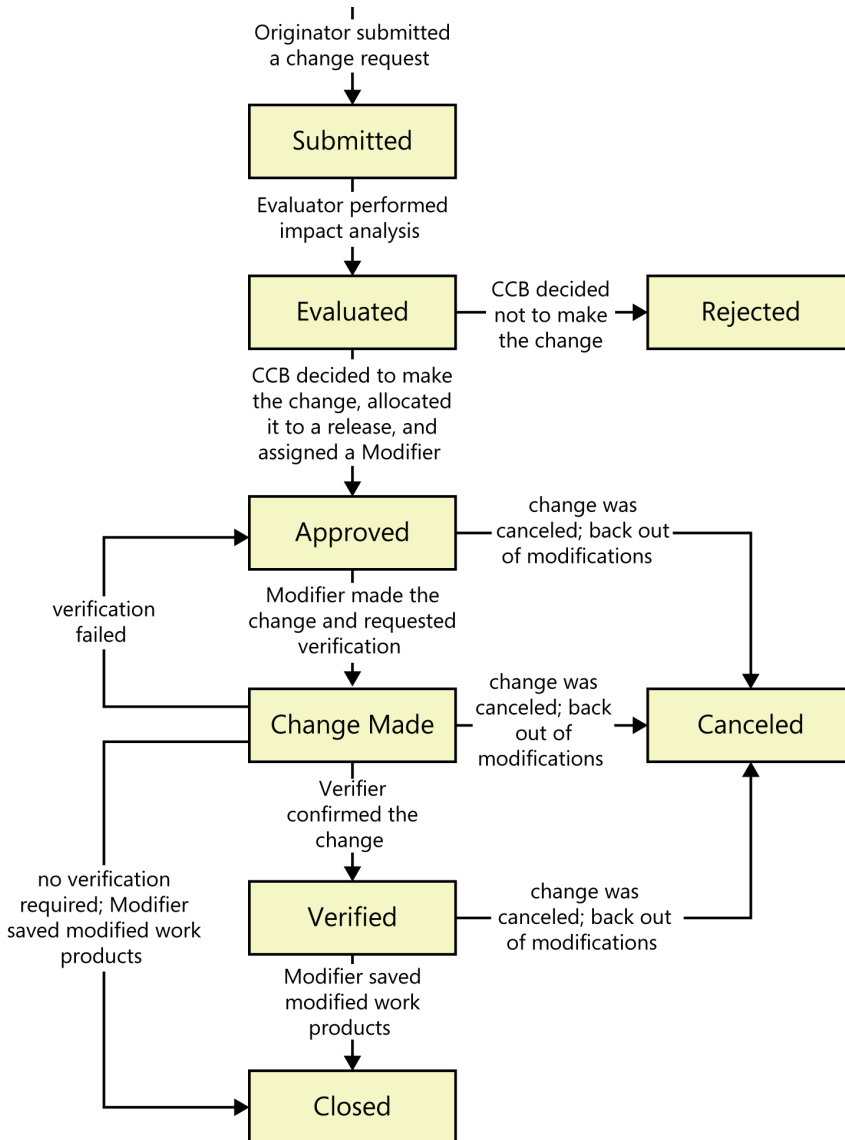 Originator submitted
a change request
Submitted
Evaluator performed
impact analysis
Evaluated
CCB decided
not to make
the change
Rejected
CCB decided to make
the change, allocated
it to a release, and
assigned a Modifier
Approved
change was
canceled; back out
of modifications
verification
failed
Modifier made the
change and requested
verification
Change Made
change was
canceled; back
out of
modifications
Canceled
Verifier
confirmed the
change
no verification
required; Modifier
saved modified work
products
Verified
change was
canceled; back out
of modifications
Modifier saved
modified work
products
Closed